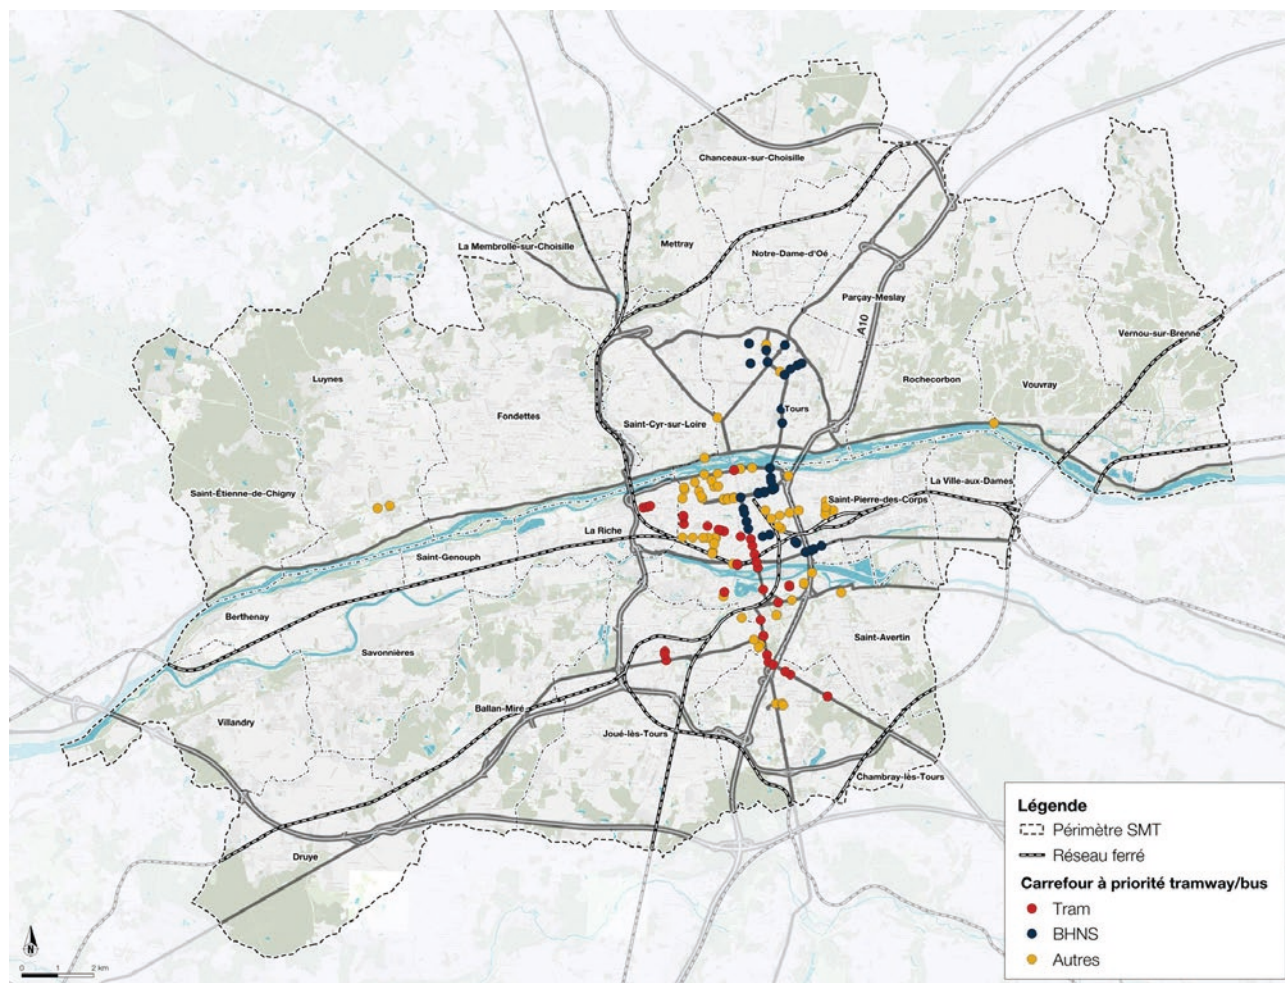 Chanceaux-sur-Choisille
La Membrolle-sur-Choisille
Mettray
Notre-Dame-d'Oé
Parçay-Meslay
A10
Vernou-sur-Brenne
Luynes
Rochecorbon
Vouvray
Fondettes
Tours
Saint-Cyr-sur-Loire
La Ville-aux-Dames
Saint-Étienne-de-Chigny
Saint-Pierre-des-Corps
La Riche
Saint-Genouph
Berthenay
Saint-Avertin
Savonnières
Ballan-Miré
Villandry
Joué-lès-Tours
Chambray-lès-Tours
Druye
Légende
Périmètre SMT
Réseau ferré
Carrefour à priorité tramway/bus
Tram
BHNS
Autres
N
0 1 2 km